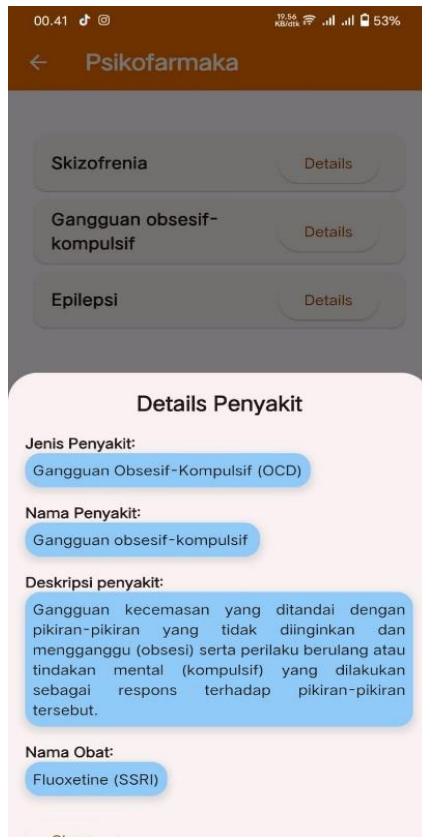 00.41 19.56 KB/dtk 53%
← Psikofarmaka
Skizofrenia Details
Gangguan obsesif-
kompulsif Details
Epilepsi Details
Details Penyakit
Jenis Penyakit:
Gangguan Obsesif-Kompulsif (OCD)
Nama Penyakit:
Gangguan obsesif-kompulsif
Deskripsi penyakit:
Gangguan kecemasan yang ditandai dengan
pikiran-pikiran yang tidak diinginkan dan
mengganggu (obsesi) serta perilaku berulang atau
tindakan mental (kompulsif) yang dilakukan
sebagai respons terhadap pikiran-pikiran
tersebut.
Nama Obat:
Fluoxetine (SSRI)